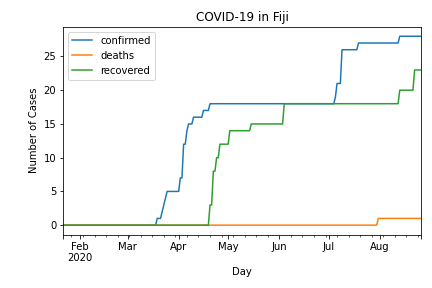 COVID-19 in Fiji
confirmed
deaths
recovered
Number of Cases
25
20
15
10
5
0
Feb
2020
Mar
Apr
May
Jun
Jul
Aug
Day